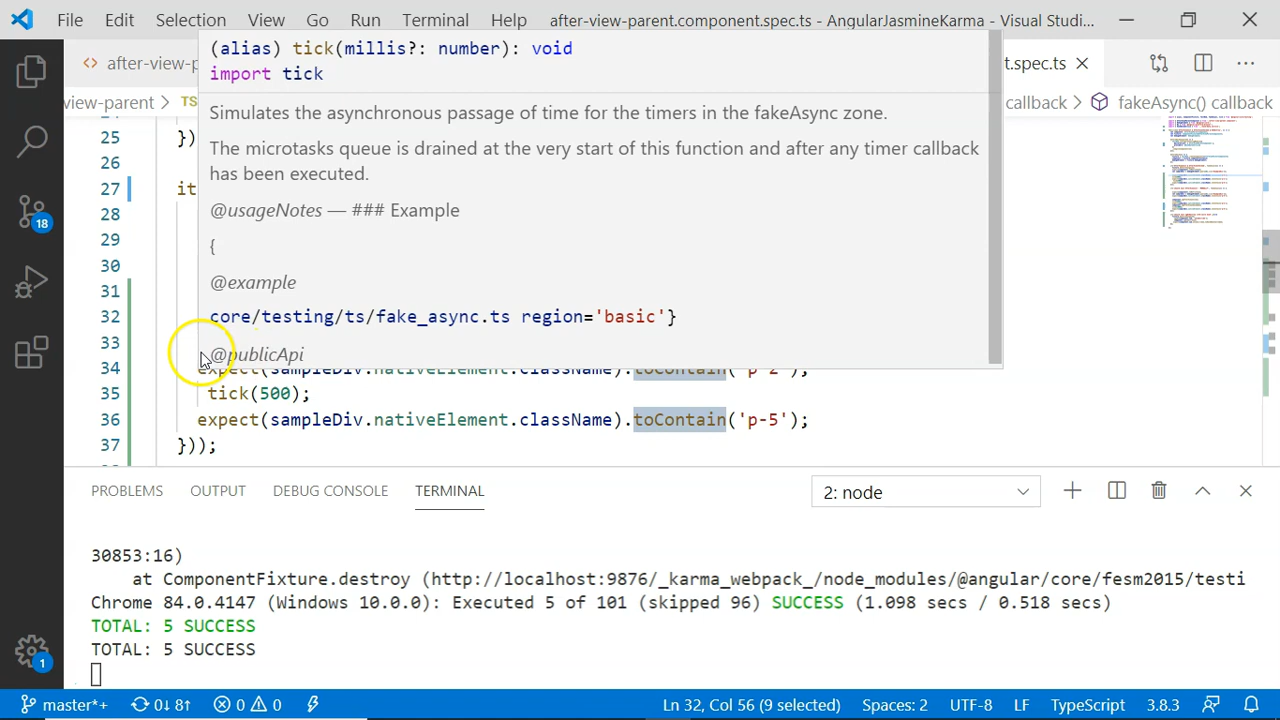 File Edit Selection View Go Run Terminal Help after-view-parent.component.spec.ts - AngularJasmineKarma - Visual Studi...
after-view-p t.spec.ts
view-parent TS callback fakeAsync() callback
(alias) tick(millis?: number): void
import tick
Simulates the asynchronous passage of time for the timers in the fakeAsync zone.
The microtasks queue is drained at the very start of this function and after any timer callback
has been executed.
@usageNotes — ### Example
{
@example
core/testing/ts/fake_async.ts region='basic'}
@publicApi
25 })
26
27 it
28
29
30
31
32
33
34 expect(sampleDiv.nativeElement.className).toContain('p-2');
35 tick(500);
36 expect(sampleDiv.nativeElement.className).toContain('p-5');
37 }));
PROBLEMS OUTPUT DEBUG CONSOLE TERMINAL 2: node
30853:16)
at ComponentFixture.destroy (http://localhost:9876/_karma_webpack_/node_modules/@angular/core/fesm2015/testi
Chrome 84.0.4147 (Windows 10.0.0): Executed 5 of 101 (skipped 96) SUCCESS (1.098 secs / 0.518 secs)
TOTAL: 5 SUCCESS
TOTAL: 5 SUCCESS
18
1
master*+ 0↓ 8↑ 0 0 Ln 32, Col 56 (9 selected) Spaces: 2 UTF-8 LF TypeScript 3.8.3